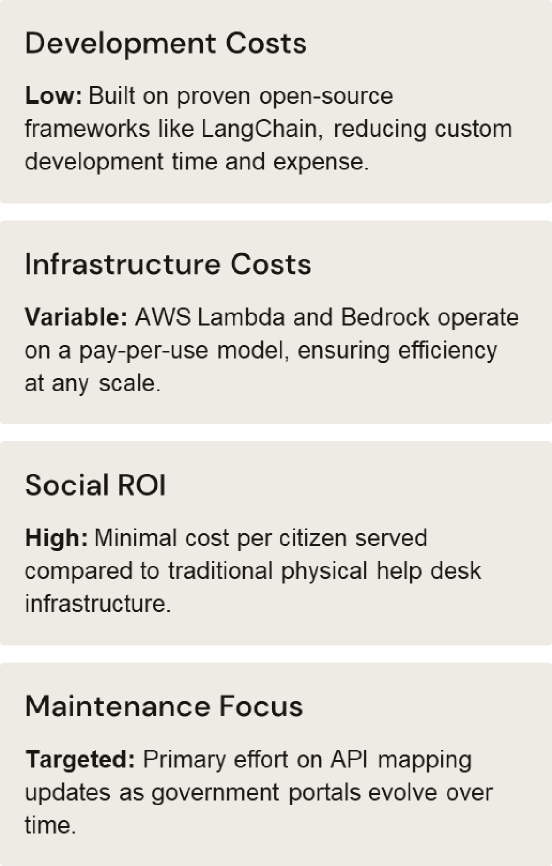 Development Costs
Low: Built on proven open-source
frameworks like LangChain, reducing custom
development time and expense.
Infrastructure Costs
Variable: AWS Lambda and Bedrock operate
on a pay-per-use model, ensuring efficiency
at any scale.
Social ROI
High: Minimal cost per citizen served
compared to traditional physical help desk
infrastructure.
Maintenance Focus
Targeted: Primary effort on API mapping
updates as government portals evolve over
time.